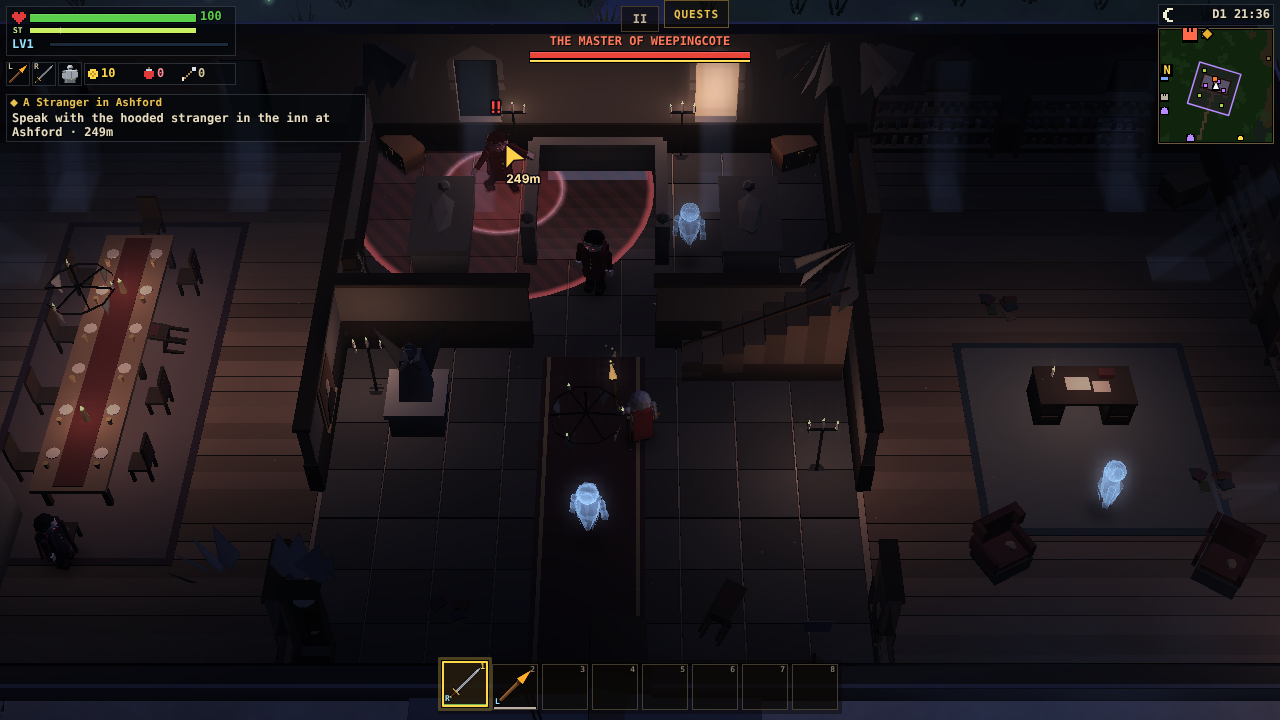 100
ST
LV1
L
R
10
0
0
◆ A Stranger in Ashford
Speak with the hooded stranger in the inn at
Ashford · 249m
II
QUESTS
THE MASTER OF WEEPINGCOTE
D1 21:36
N
!!
249m
1
R
2
L
3
4
5
6
7
8